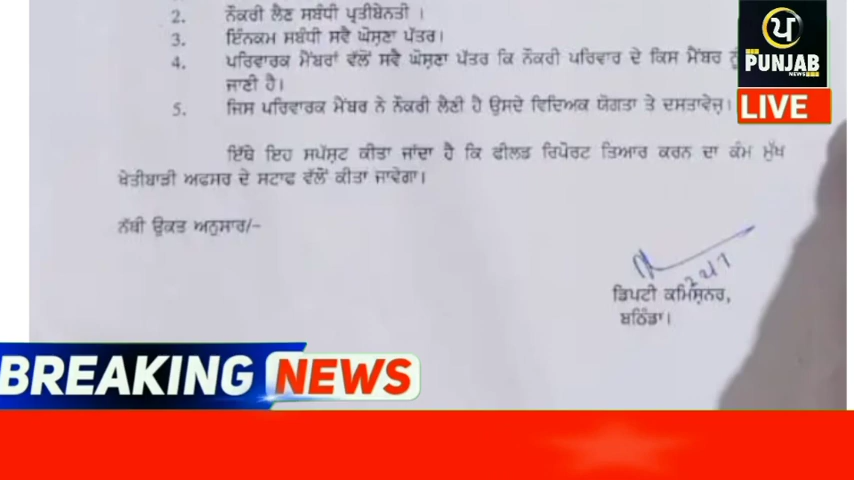 2. ਨੌਕਰੀ ਲੈਣ ਸਬੰਧੀ ਪ੍ਰਤੀਬੇਨਤੀ ।
3. ਇੰਨਕਮ ਸਬੰਧੀ ਸਵੈ ਘੋਸ਼ਣਾ ਪੱਤਰ।
4. ਪਰਿਵਾਰਕ ਮੈਂਬਰਾਂ ਵੱਲੋਂ ਸਵੈ ਘੋਸ਼ਣਾ ਪੱਤਰ ਕਿ ਨੌਕਰੀ ਪਰਿਵਾਰ ਦੇ ਕਿਸ ਮੈਂਬਰ ਨੂੰ
ਜਾਣੀ ਹੈ।
5. ਜਿਸ ਪਰਿਵਾਰਕ ਮੈਂਬਰ ਨੇ ਨੌਕਰੀ ਲੈਣੀ ਹੈ ਉਸਦੇ ਵਿਦਿਅਕ ਯੋਗਤਾ ਤੇ ਦਸਤਾਵੇਜ਼।
ਇੱਥੇ ਇਹ ਸਪੱਸ਼ਟ ਕੀਤਾ ਜਾਂਦਾ ਹੈ ਕਿ ਫੀਲਡ ਰਿਪੋਰਟ ਤਿਆਰ ਕਰਨ ਦਾ ਕੰਮ ਮੁੱਖ
ਖੇਤੀਬਾੜੀ ਅਫਸਰ ਦੇ ਸਟਾਫ ਵੱਲੋਂ ਕੀਤਾ ਜਾਵੇਗਾ।
ਨੱਥੀ ਉਕਤ ਅਨੁਸਾਰ/-
ਡਿਪਟੀ ਕਮਿਸ਼ਨਰ,
ਬਠਿੰਡਾ।
ਪੰ
PUNJAB
NEWS
LIVE
BREAKING NEWS